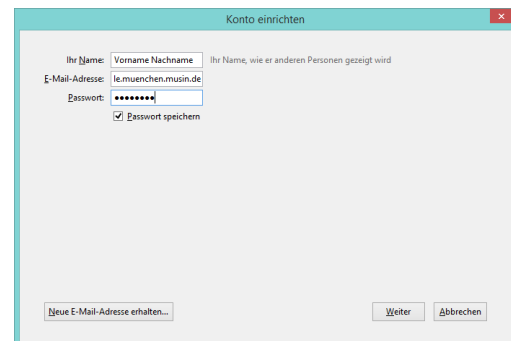 Konto einrichten
Ihr Name: Vorname Nachname Ihr Name, wie er anderen Personen gezeigt wird
E-Mail-Adresse: le.muenchen.musin.de
Passwort: ●●●●●●●●
Passwort speichern
Neue E-Mail-Adresse erhalten... Weiter Abbrechen